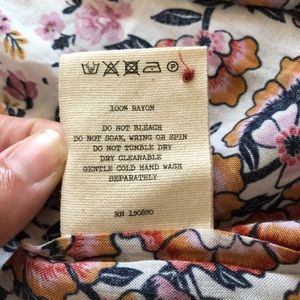 100% RAYON
DO NOT BLEACH
DO NOT SOAK, WRING OR SPIN
DO NOT TUMBLE DRY
DRY CLEANABLE
GENTLE COLD HAND WASH
SEPARATELY
RN 150890